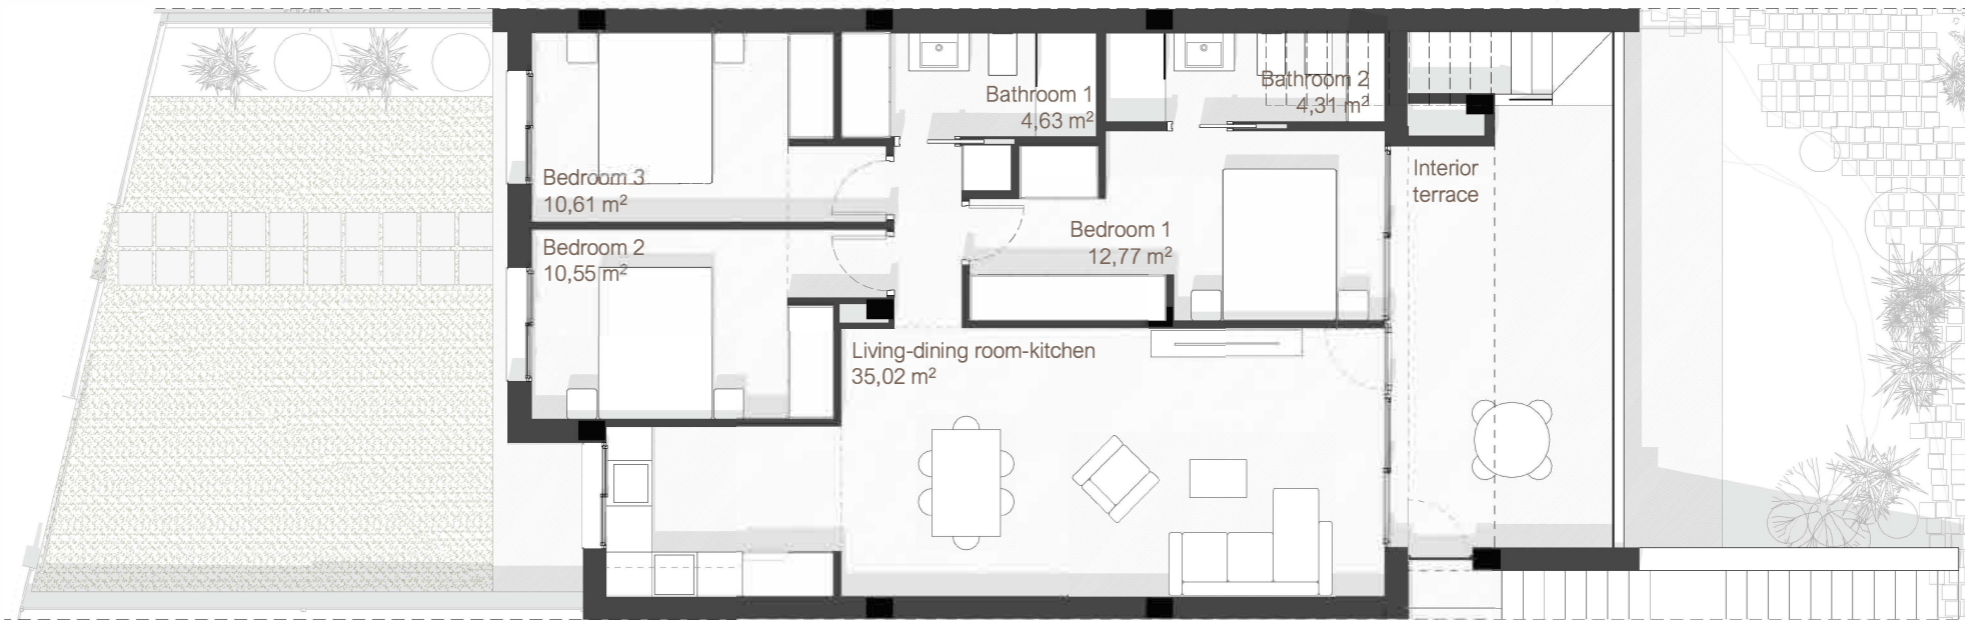 Bathroom 1
4,63 m²
Bathroom 2
4,31 m²
Bedroom 3
10,61 m²
Interior
terrace
Bedroom 2
10,55 m²
Bedroom 1
12,77 m²
Living-dining room-kitchen
35,02 m²